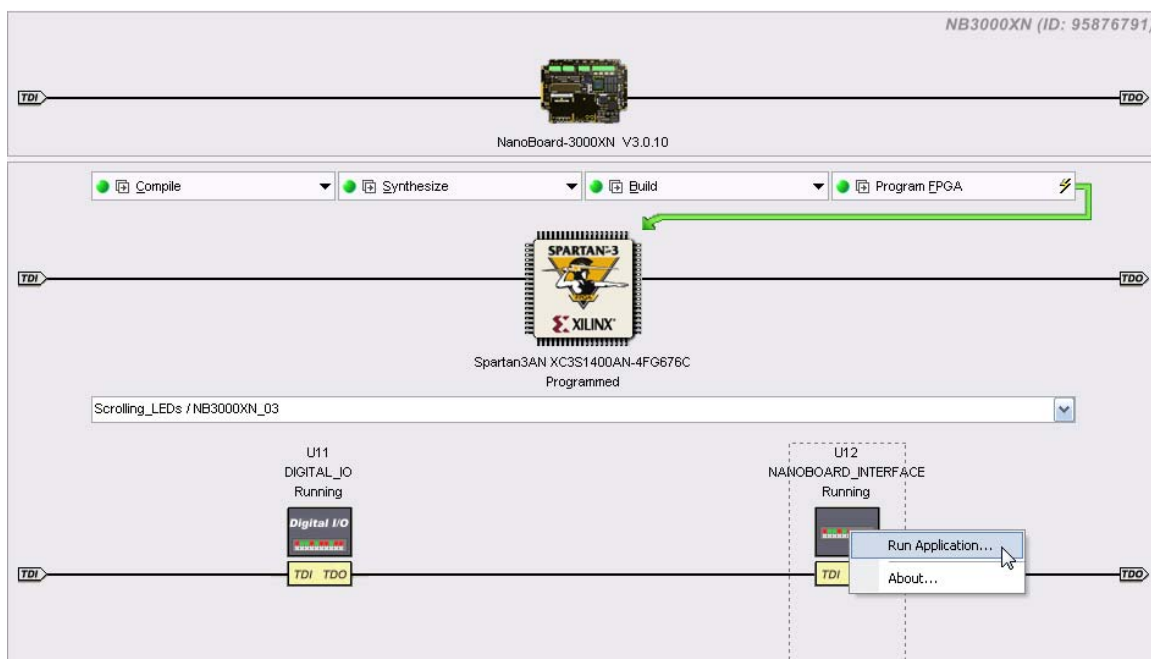 NB3000XN (ID: 95876791)
TDI TDO
NanoBoard-3000XN V3.0.10
Compile Synthesize Build Program FPGA
SPARTAN-3
FPGA
XILINX
TDI TDO
Spartan3AN XC3S1400AN-4FG676C
Programmed
Scrolling_LEDs / NB3000XN_03
U11 U12
DIGITAL_IO NANOBOARD_INTERFACE
Running Running
Digital I/O
Run Application...
TDI TDI TDO TDI TDO
About...